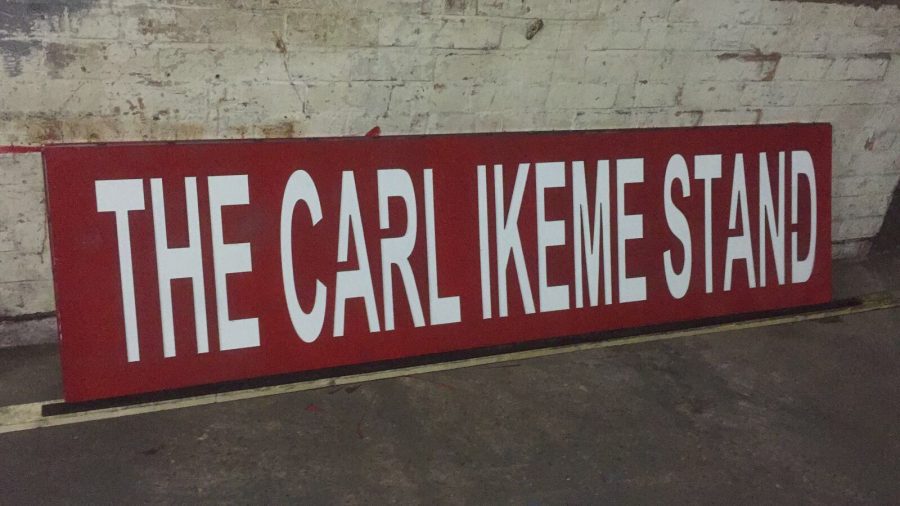 THE CARL IKEME STAND